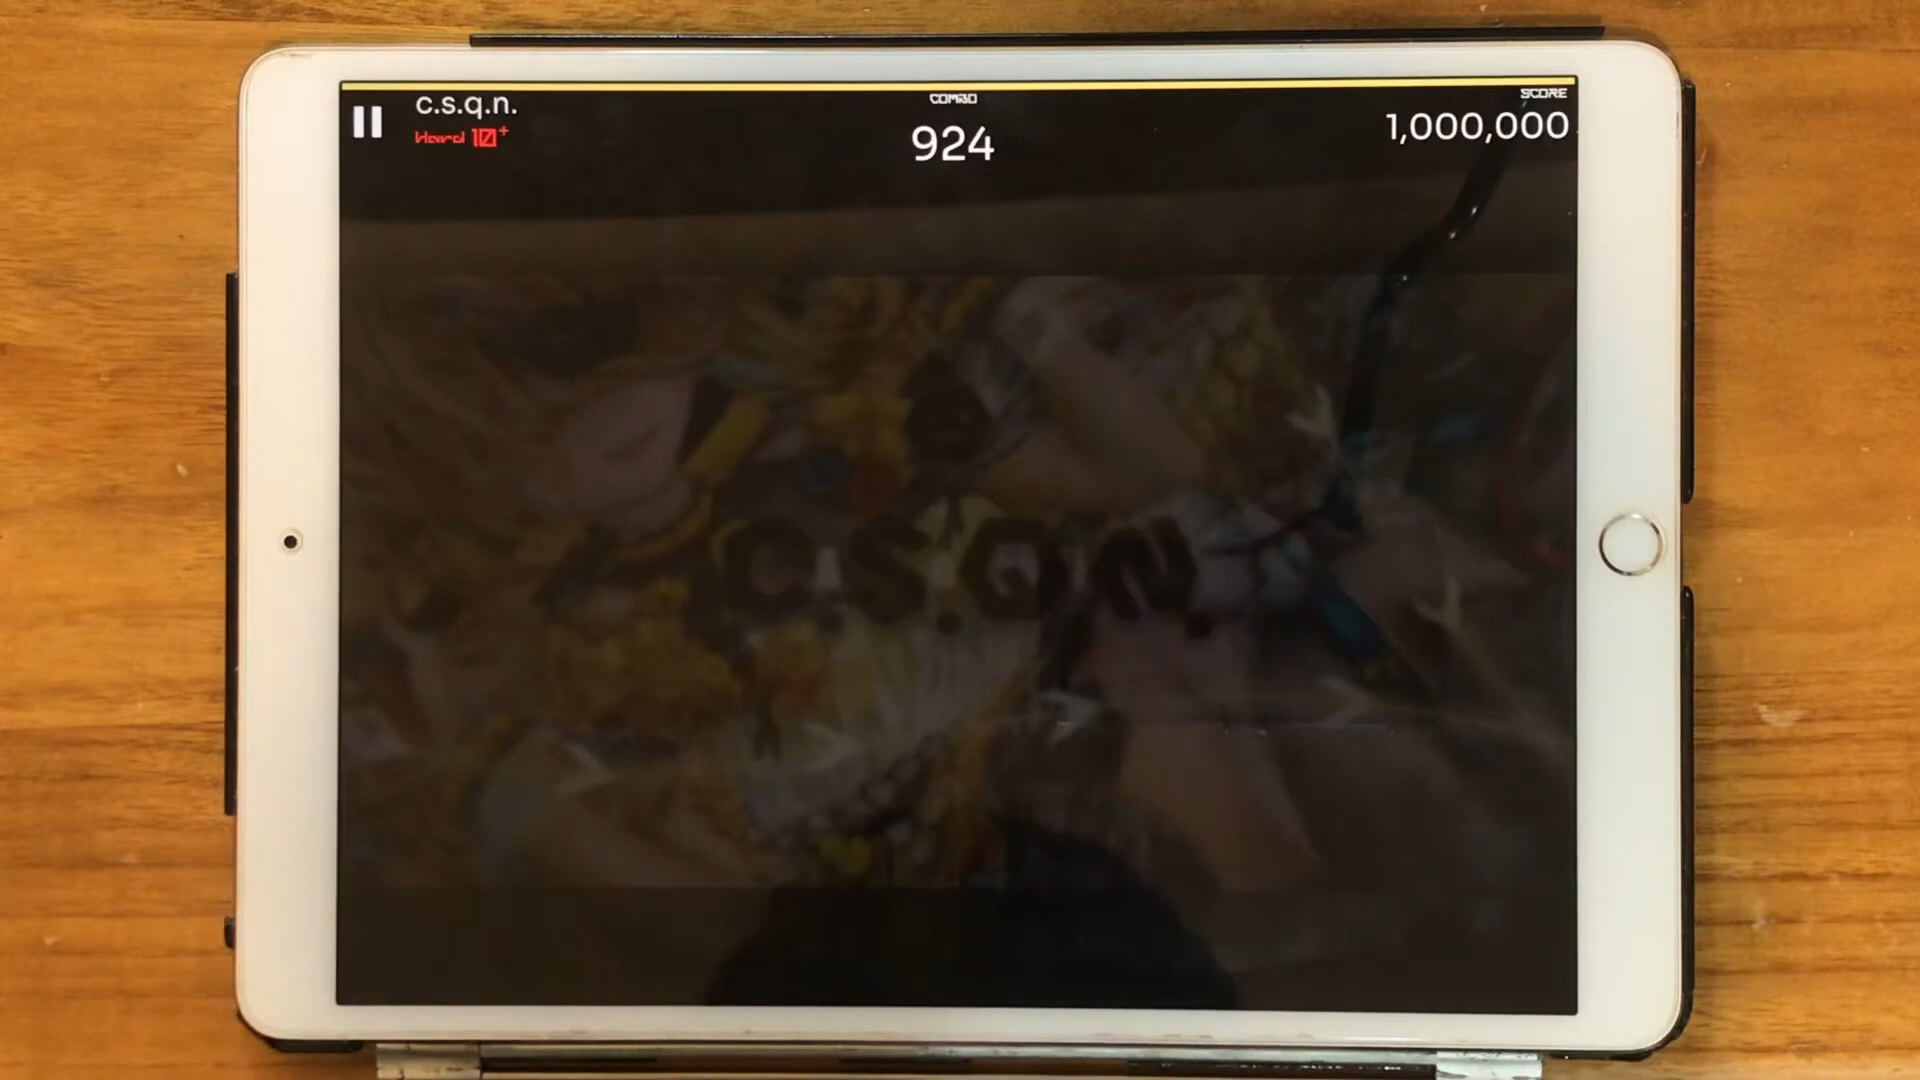 c.s.q.n.
Hard 10+
COMBO
924
SCORE
1,000,000
C.S.Q.N.